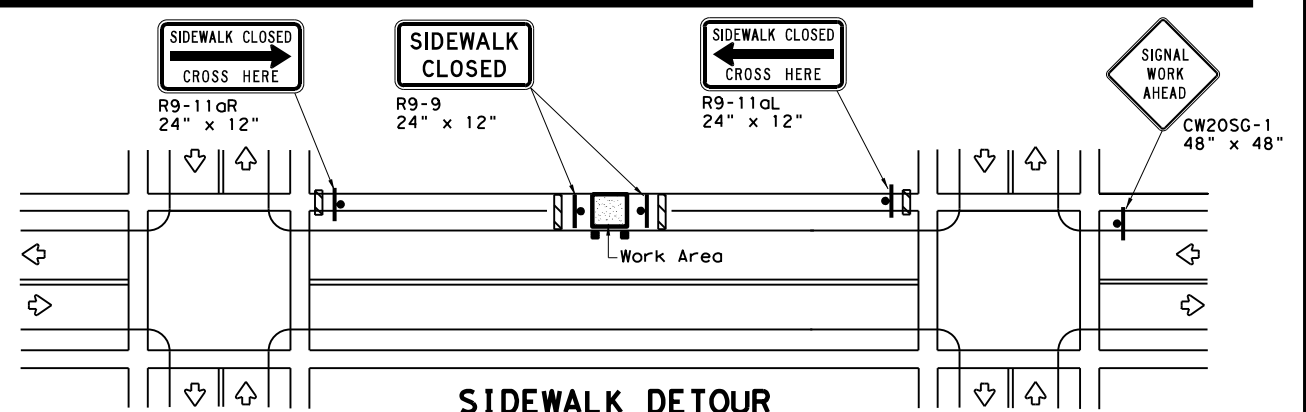 SIDEWALK CLOSED
CROSS HERE
R9-11aR
24" x 12"
SIDEWALK
CLOSED
R9-9
24" x 12"
SIDEWALK CLOSED
CROSS HERE
R9-11aL
24" x 12"
SIGNAL
WORK
AHEAD
CW20SG-1
48" x 48"
Work Area
SIDEWALK DETOUR